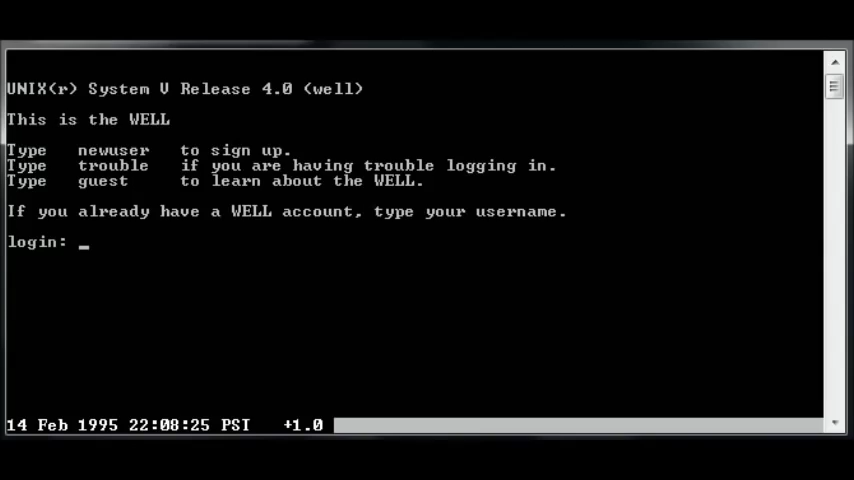 UNIX(r) System V Release 4.0 (well)
This is the WELL
Type newuser to sign up.
Type trouble if you are having trouble logging in.
Type guest to learn about the WELL.
If you already have a WELL account, type your username.
login: _
14 Feb 1995 22:08:25 PSI +1.0